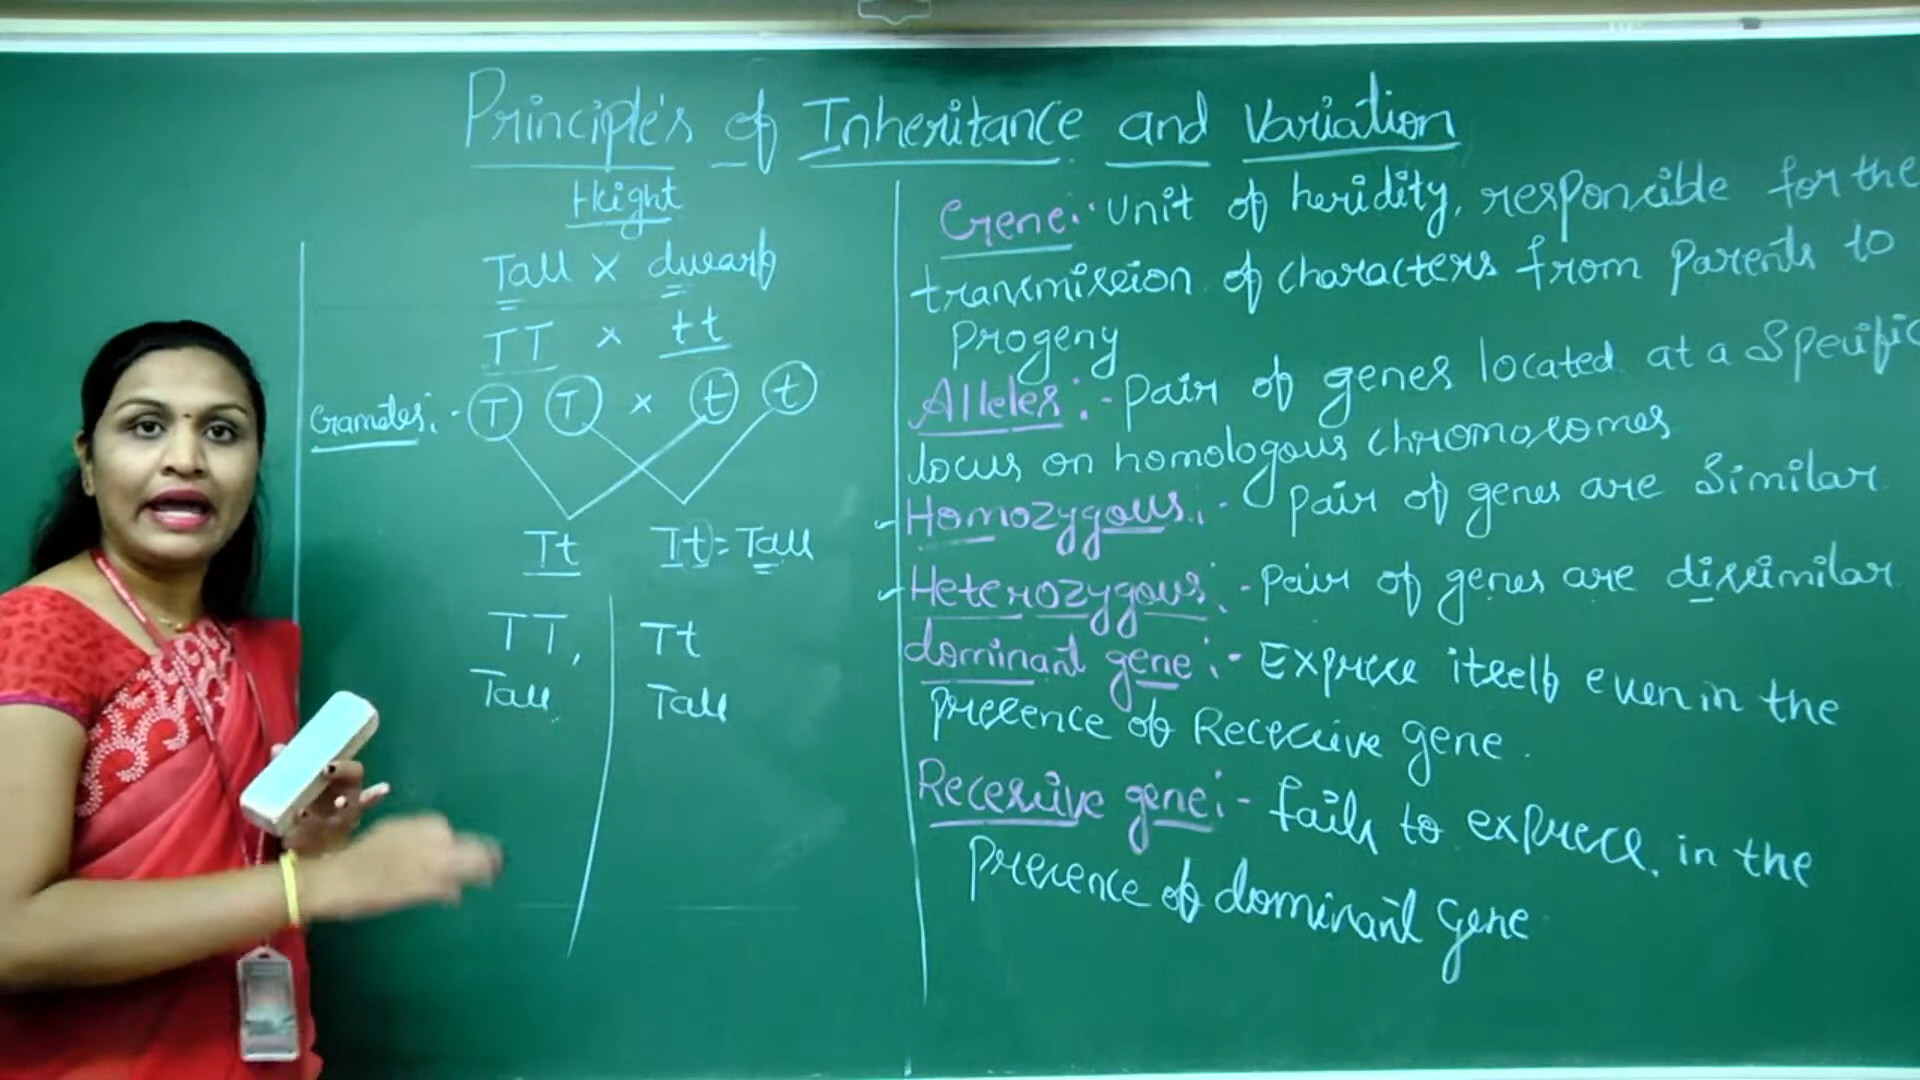 Principle's of Inheritance and Variation
Height
Tall × dwarf
TT × tt
Gametes:- T T × t t
Tt Tt = Tall
TT, Tt
Tall Tall
Gene:- Unit of heridity, responcible for the
transmission of characters from parents to
Progeny
Alleles:- pair of genes located at a Specific
locus on homologous chromosomes
Homozygous:- pair of genes are Similar
Heterozygous:- pair of genes are dissimilar
dominant gene:- Express itself even in the
presence of Recessive gene.
Recessive gene:- fails to express in the
Presence of dominant gene